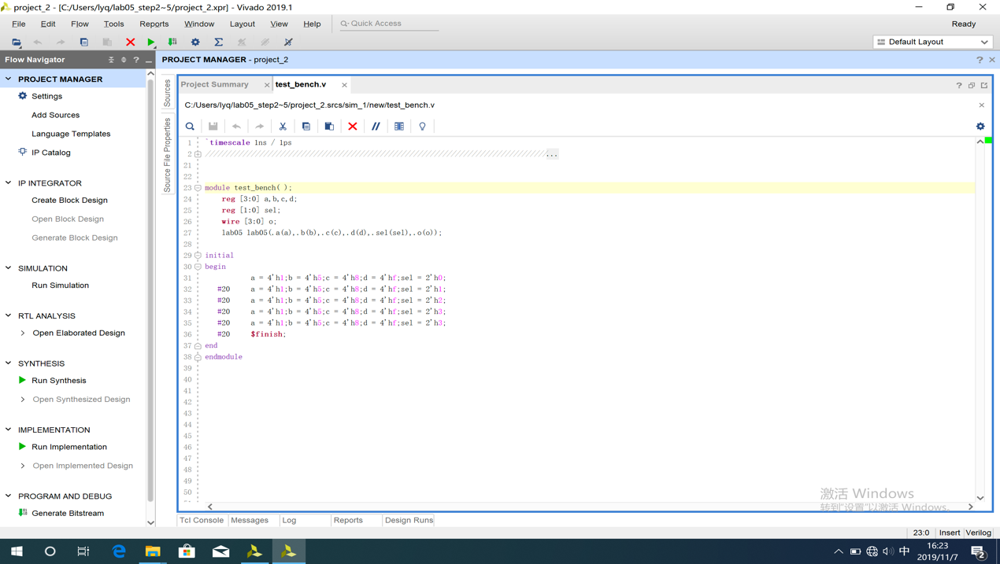 project_2 - [C:/Users/lyq/lab05_step2~5/project_2.xpr] - Vivado 2019.1
File Edit Flow Tools Reports Window Layout View Help Quick Access Ready
Default Layout
Flow Navigator
PROJECT MANAGER - project_2
PROJECT MANAGER
Settings
Add Sources
Language Templates
IP Catalog
IP INTEGRATOR
Create Block Design
Open Block Design
Generate Block Design
SIMULATION
Run Simulation
RTL ANALYSIS
Open Elaborated Design
SYNTHESIS
Run Synthesis
Open Synthesized Design
IMPLEMENTATION
Run Implementation
Open Implemented Design
PROGRAM AND DEBUG
Generate Bitstream
Sources
Source File Properties
Project Summary
test_bench.v
C:/Users/lyq/lab05_step2~5/project_2.srcs/sim_1/new/test_bench.v
1 `timescale 1ns / 1ps
2 ////////////////////////////////////////////////////////////////////////////////// ...
21
22
23 module test_bench( );
24 reg [3:0] a,b,c,d;
25 reg [1:0] sel;
26 wire [3:0] o;
27 lab05 lab05(.a(a),.b(b),.c(c),.d(d),.sel(sel),.o(o));
28
29 initial
30 begin
31 a = 4'h1;b = 4'h5;c = 4'h8;d = 4'hf;sel = 2'h0;
32 #20 a = 4'h1;b = 4'h5;c = 4'h8;d = 4'hf;sel = 2'h1;
33 #20 a = 4'h1;b = 4'h5;c = 4'h8;d = 4'hf;sel = 2'h2;
34 #20 a = 4'h1;b = 4'h5;c = 4'h8;d = 4'hf;sel = 2'h3;
35 #20 a = 4'h1;b = 4'h5;c = 4'h8;d = 4'hf;sel = 2'h3;
36 #20 $finish;
37 end
38 endmodule
39
40
41
42
43
44
45
46
47
48
49
50
激活 Windows
转到"设置"以激活 Windows。
Tcl Console Messages Log Reports Design Runs
23:0 Insert Verilog
中
16:23
2019/11/7
2